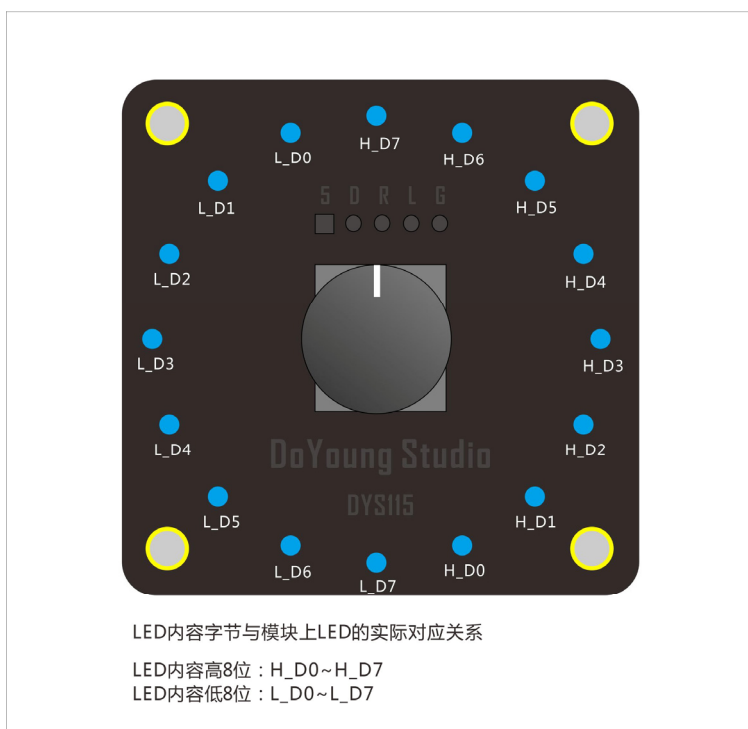 H_D7
L_D0
H_D6
L_D1
S D R L G
H_D5
L_D2
H_D4
L_D3
H_D3
L_D4
H_D2
DoYoung Studio
DYS115
L_D5
H_D1
L_D6
H_D0
L_D7
LED内容字节与模块上LED的实际对应关系
LED内容高8位：H_D0~H_D7
LED内容低8位：L_D0~L_D7